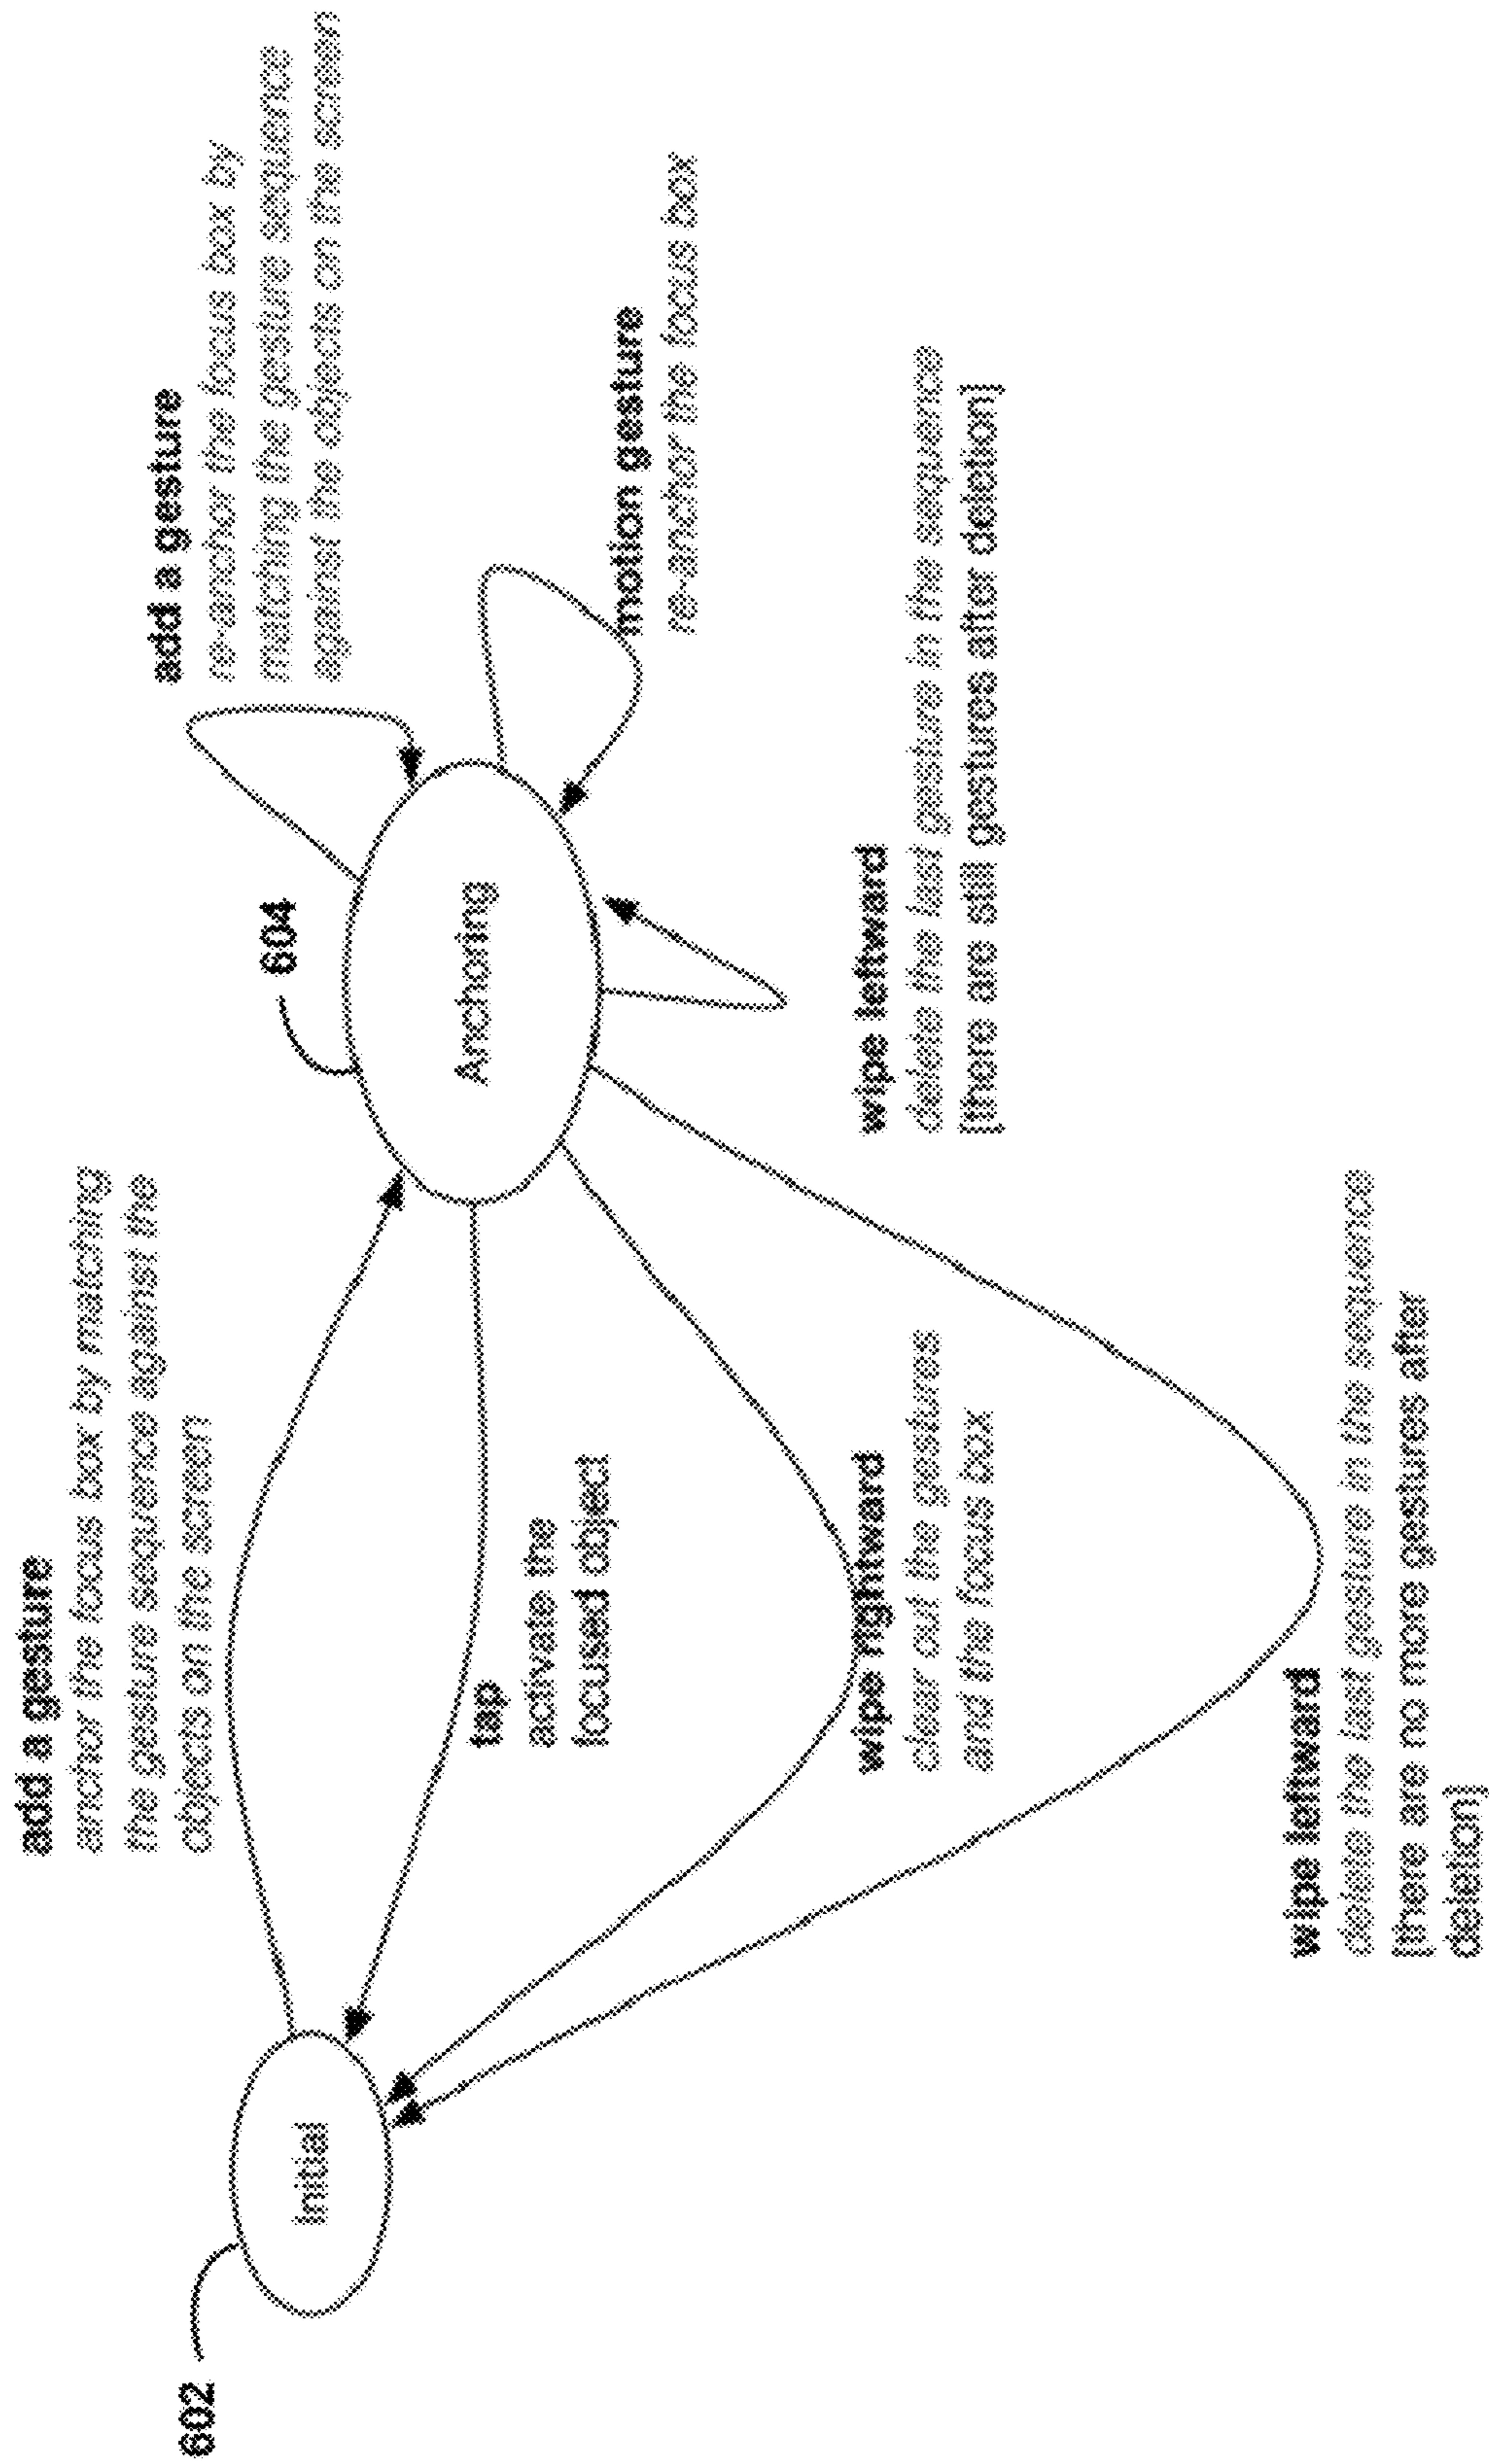 add a gesture
anchor the focus box by matching
the gesture sequence against the
objects on the screen
add a gesture
re-anchor the focus box by
matching the gesture sequence
against the objects on the screen
602
Initial
604
Anchoring
tap
activate the
focused object
motion gesture
re-anchor the focus box
wipe rightward
clear out the gestures
and the focus box
wipe leftward
delete the last gesture in the sequence
[there are still gestures after deletion]
wipe leftward
delete the last gesture in the sequence
[there are no more gestures after
deletion]